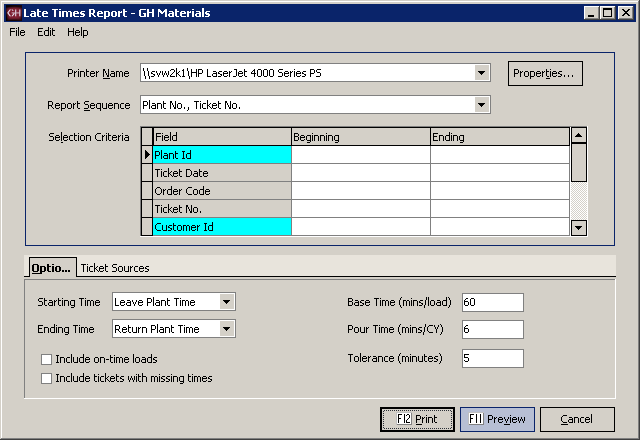 GH Late Times Report - GH Materials
File Edit Help
Printer Name \\svw2k1\HP LaserJet 4000 Series PS Properties...
Report Sequence Plant No., Ticket No.
Selection Criteria Field Beginning Ending
Plant Id
Ticket Date
Order Code
Ticket No.
Customer Id
Optio... Ticket Sources
Starting Time Leave Plant Time Base Time (mins/load) 60
Ending Time Return Plant Time Pour Time (mins/CY) 6
Include on-time loads Tolerance (minutes) 5
Include tickets with missing times
F12 Print F11 Preview Cancel